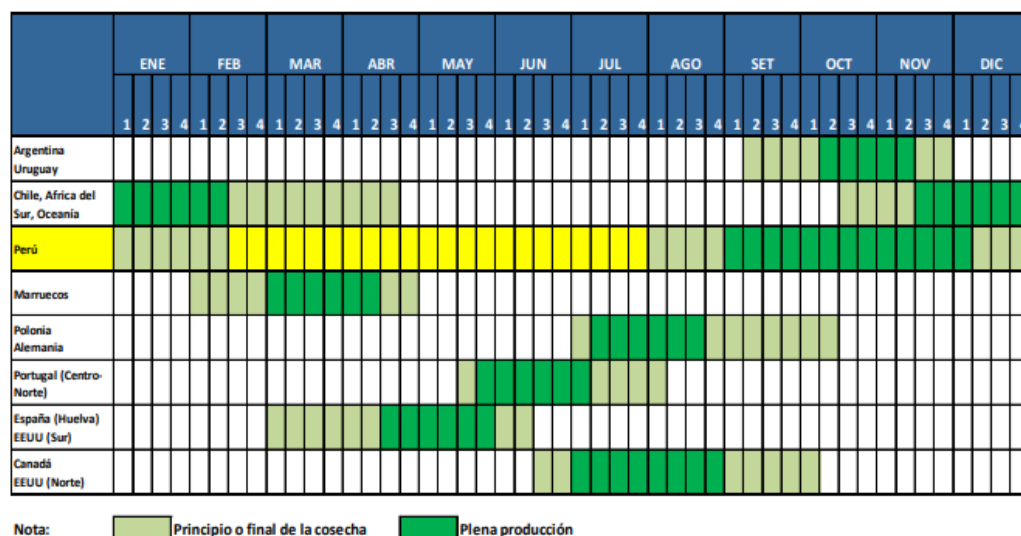 ENE FEB MAR ABR MAY JUN JUL AGO SET OCT NOV DIC
1 2 3 4 1 2 3 4 1 2 3 4 1 2 3 4 1 2 3 4 1 2 3 4 1 2 3 4 1 2 3 4 1 2 3 4 1 2 3 4 1 2 3 4 1 2 3 4
Argentina
Uruguay
Chile, Africa del
Sur, Oceanía
Perú
Marruecos
Polonia
Alemania
Portugal (Centro-
Norte)
España (Huelva)
EEUU (Sur)
Canadá
EEUU (Norte)
Nota: Principio o final de la cosecha Plena producción